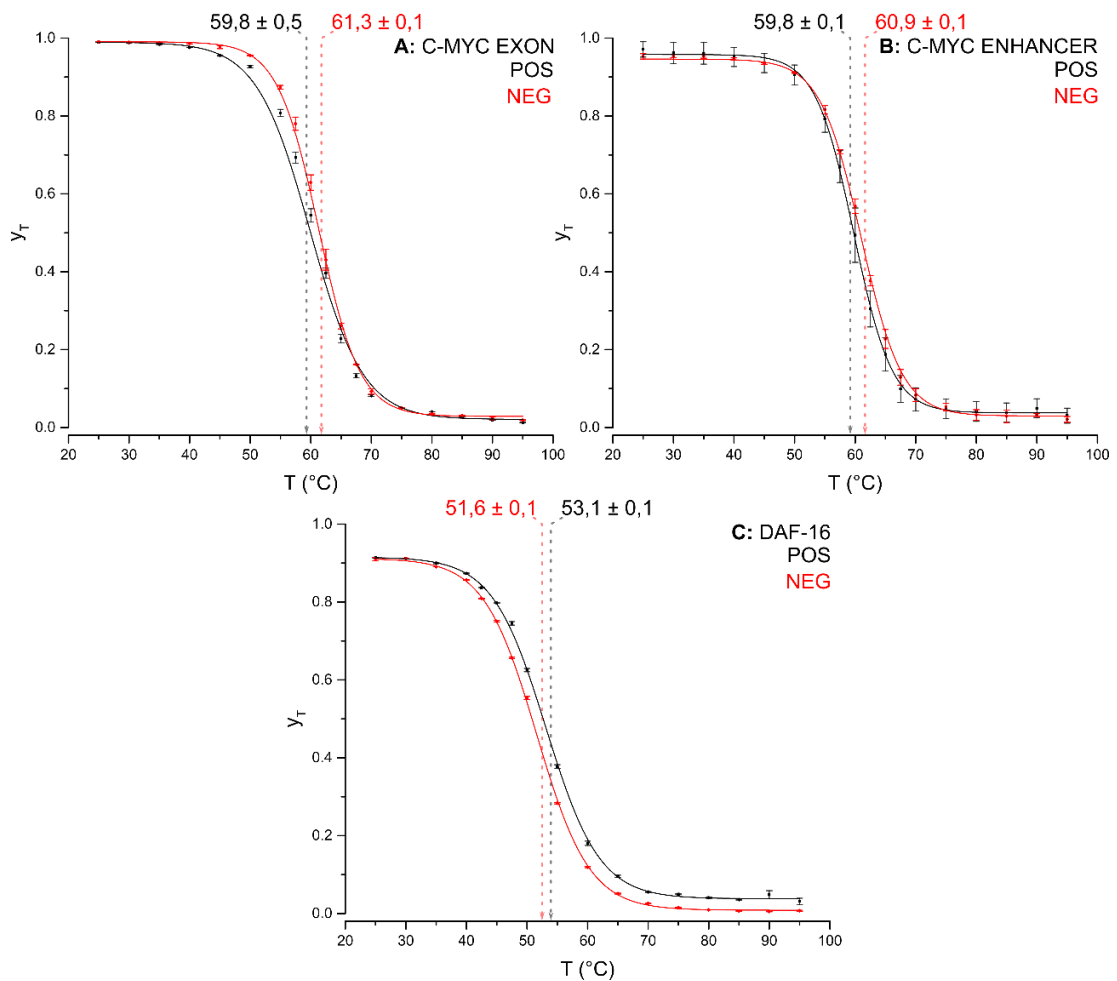 59,8 ± 0,5 61,3 ± 0,1
A: C-MYC EXON
POS
NEG
1.0
0.8
0.6
0.4
0.2
0.0
yT
20 30 40 50 60 70 80 90 100
T (°C)
59,8 ± 0,1 60,9 ± 0,1
B: C-MYC ENHANCER
POS
NEG
1.0
0.8
0.6
0.4
0.2
0.0
yT
20 30 40 50 60 70 80 90 100
T (°C)
51,6 ± 0,1 53,1 ± 0,1
C: DAF-16
POS
NEG
1.0
0.8
0.6
0.4
0.2
0.0
yT
20 30 40 50 60 70 80 90 100
T (°C)